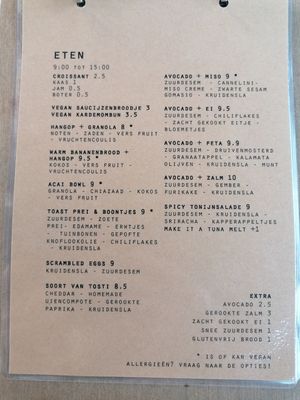 ETEN
9:00 TOT 15:00
CROISSANT 2.5
KAAS 1
JAM 0.5
BOTER 0.5
VEGAN SAUCIJZENBROODJE 3
VEGAN KARDEMOMBUN 3.5
HANGOP + GRANOLA 8 *
NOTEN - ZADEN - VERS FRUIT
- VRUCHTENCOULIS
WARM BANANENBROOD +
HANGOP 9.5 *
KOKOS - VERS FRUIT -
VRUCHTENCOULIS
ACAI BOWL 9 *
GRANOLA - CHIAZAAD - KOKOS
- VERS FRUIT
TOAST PREI & BOONTJES 9 *
ZUURDESEM - ZOETE
PREI- EDAMAME - ERWTJES
- TUINBONEN - GEPOFTE
KNOFLOOKOLIE - CHILIFLAKES
- KRUIDENSLA
SCRAMBLED EGGS 9
KRUIDENSLA - ZUURDESEM
SOORT VAN TOSTI 8.5
CHEDDAR - HOMEMADE
UIENCOMPOTE - GEROOKTE
PAPRIKA - KRUIDENSLA
AVOCADO + MISO 9 *
ZUURDESEM - CANNELINI-
MISO CREME - ZWARTE SESAM
GOMASIO - KRUIDENSLA
AVOCADO + EI 9.5
ZUURDESEM - CHILIFLAKES
- ZACHT GEKOOKT EITJE -
BLOEMETJES
AVOCADO + FETA 9.9
ZUURDESEM - DRUIVENMOSTERD
- GRANAATAPPEL - KALAMATA
OLIJVEN - KRUIDENSLA - MUNT
AVOCADO + ZALM 10
ZUURDESEM - GEMBER -
FURIKAKE - KRUIDENSLA
SPICY TONIJNSALADE 9
ZUURDESEM - KRUIDENSLA -
SRIRACHA - KAPPERAPPELTJES
MAKE IT A TUNA MELT +1
EXTRA
AVOCADO 2.5
GEROOKTE ZALM 3
ZACHT GEKOOKT EI 1
SNEE ZUURDESEM 1
GLUTENVRIJ BROOD 1
* IS OF KAN VEGAN
ALLERGIEËN? VRAAG NAAR DE OPTIES!